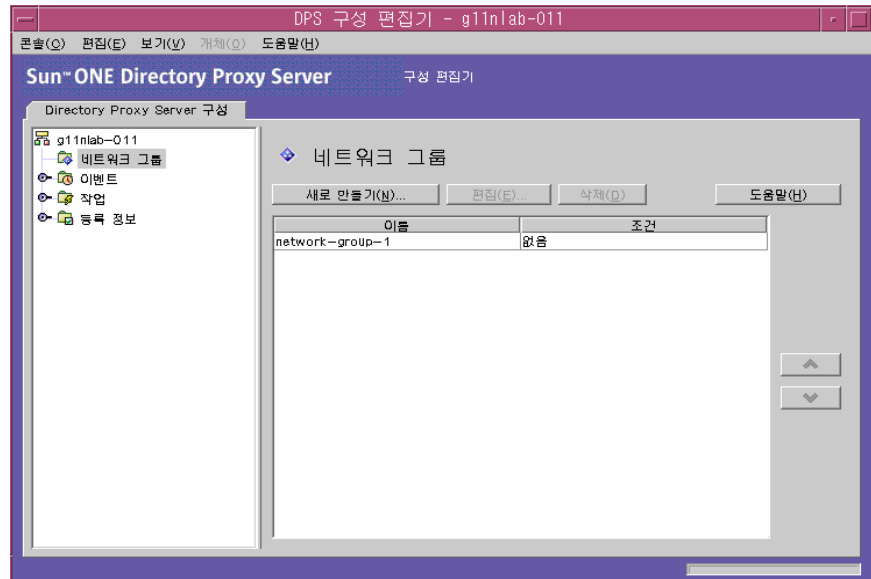 DPS 구성 편집기 - g11nlab-011
콘솔(O) 편집(E) 보기(V) 개체(O) 도움말(H)
Sun™ ONE Directory Proxy Server 구성 편집기
Directory Proxy Server 구성
g11nlab-011
네트워크 그룹
이벤트
작업
등록 정보
네트워크 그룹
새로 만들기(N)... 편집(E)... 삭제(D) 도움말(H)
이름 조건
network-group-1 없음